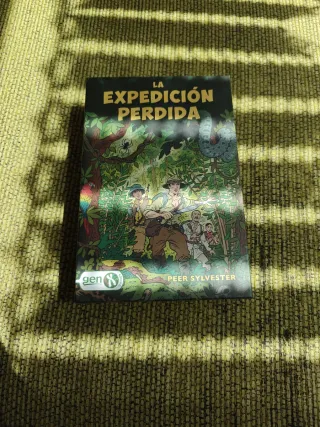 LA
EXPEDICIÓN
PERDIDA
PEER SYLVESTER
gen X